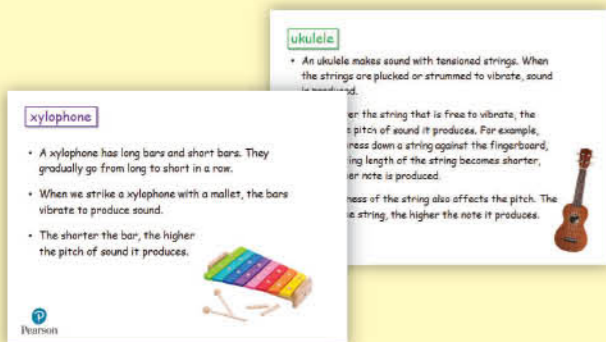 ukulele
• An ukulele makes sound with tensioned strings. When
the strings are plucked or strummed to vibrate, sound
is produced.
er the string that is free to vibrate, the
pitch of sound it produces. For example,
ress down a string against the fingerboard,
ing length of the string becomes shorter,
er note is produced.
ness of the string also affects the pitch. The
string, the higher the note it produces.
xylophone
• A xylophone has long bars and short bars. They
gradually go from long to short in a row.
• When we strike a xylophone with a mallet, the bars
vibrate to produce sound.
• The shorter the bar, the higher
the pitch of sound it produces.
Pearson